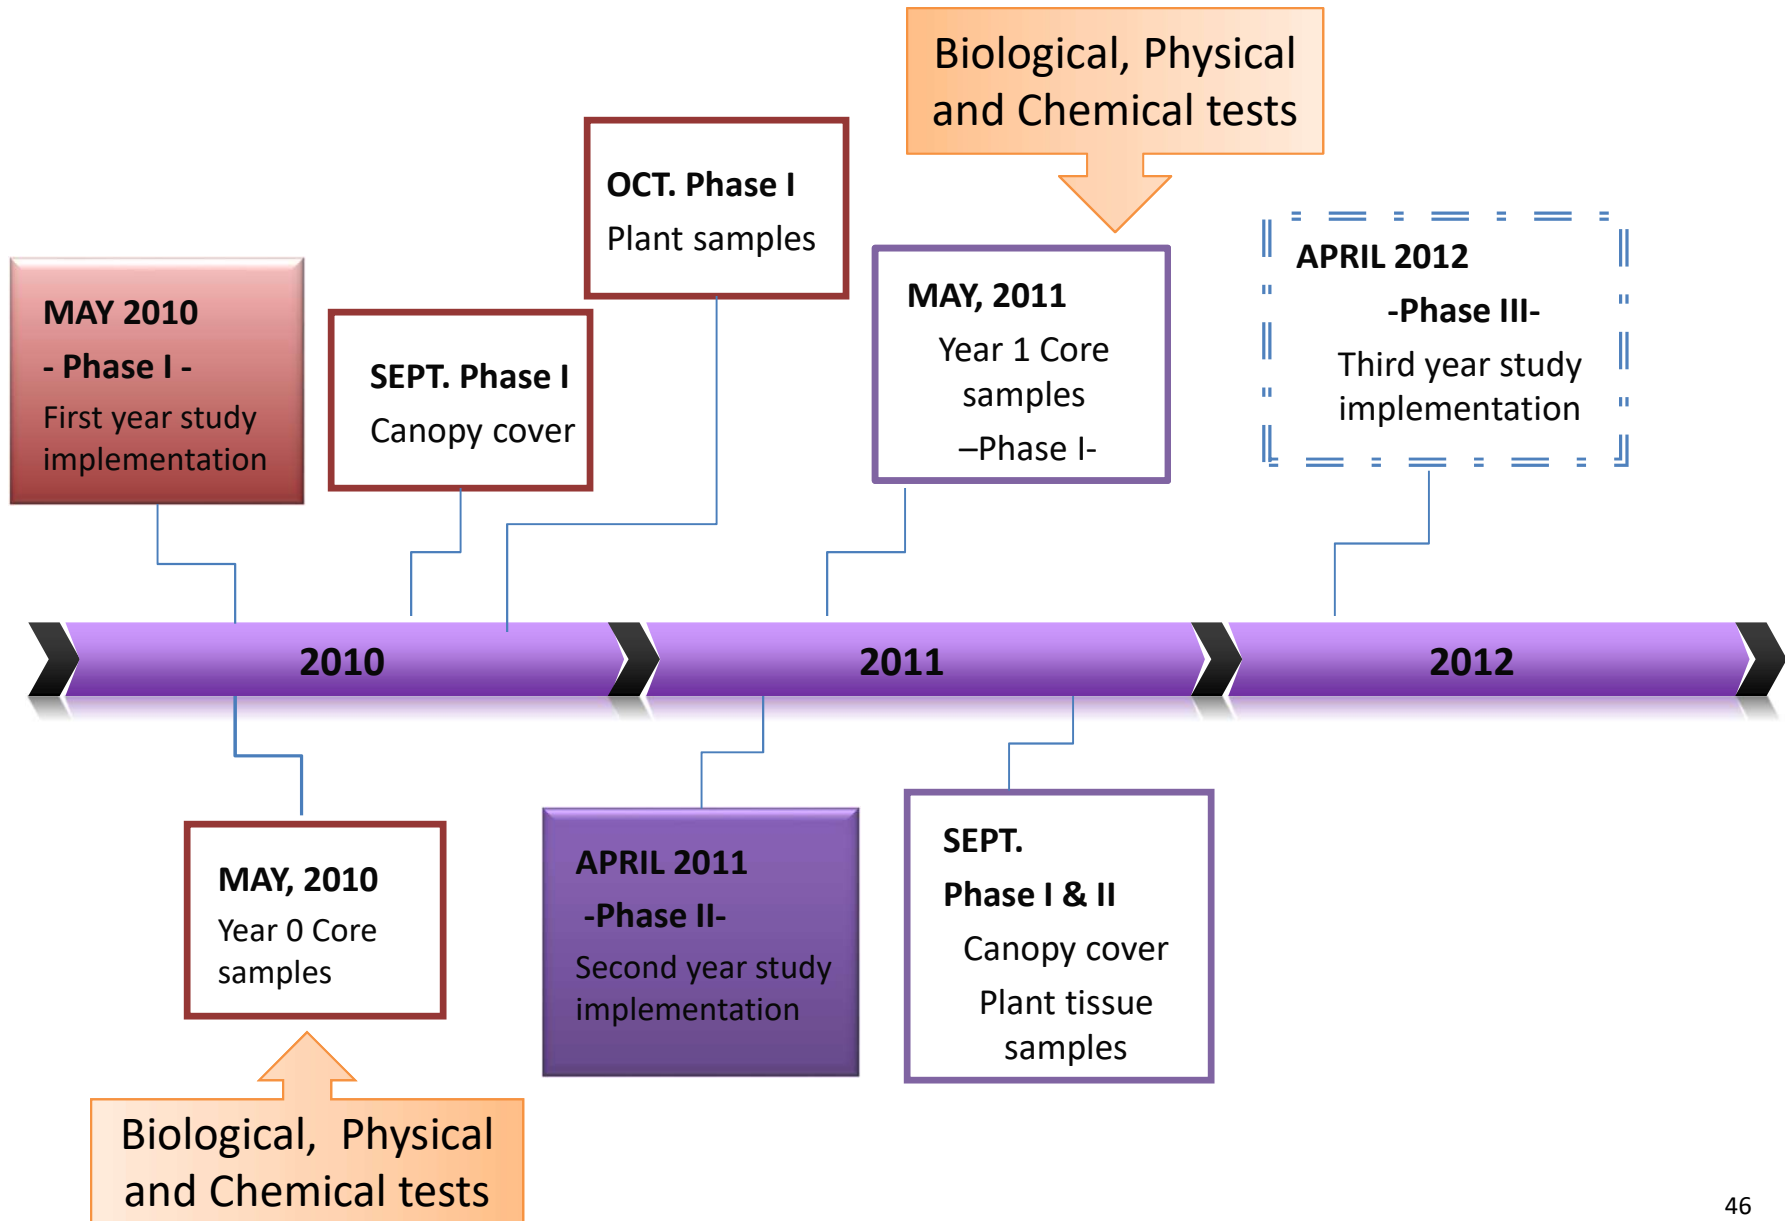 Biological, Physical
and Chemical tests
OCT. Phase I
Plant samples
MAY 2010
- Phase I -
First year study
implementation
SEPT. Phase I
Canopy cover
MAY, 2011
Year 1 Core
samples
–Phase I-
APRIL 2012
-Phase III-
Third year study
implementation
2010
2011
2012
MAY, 2010
Year 0 Core
samples
APRIL 2011
-Phase II-
Second year study
implementation
SEPT.
Phase I & II
Canopy cover
Plant tissue
samples
Biological, Physical
and Chemical tests
46